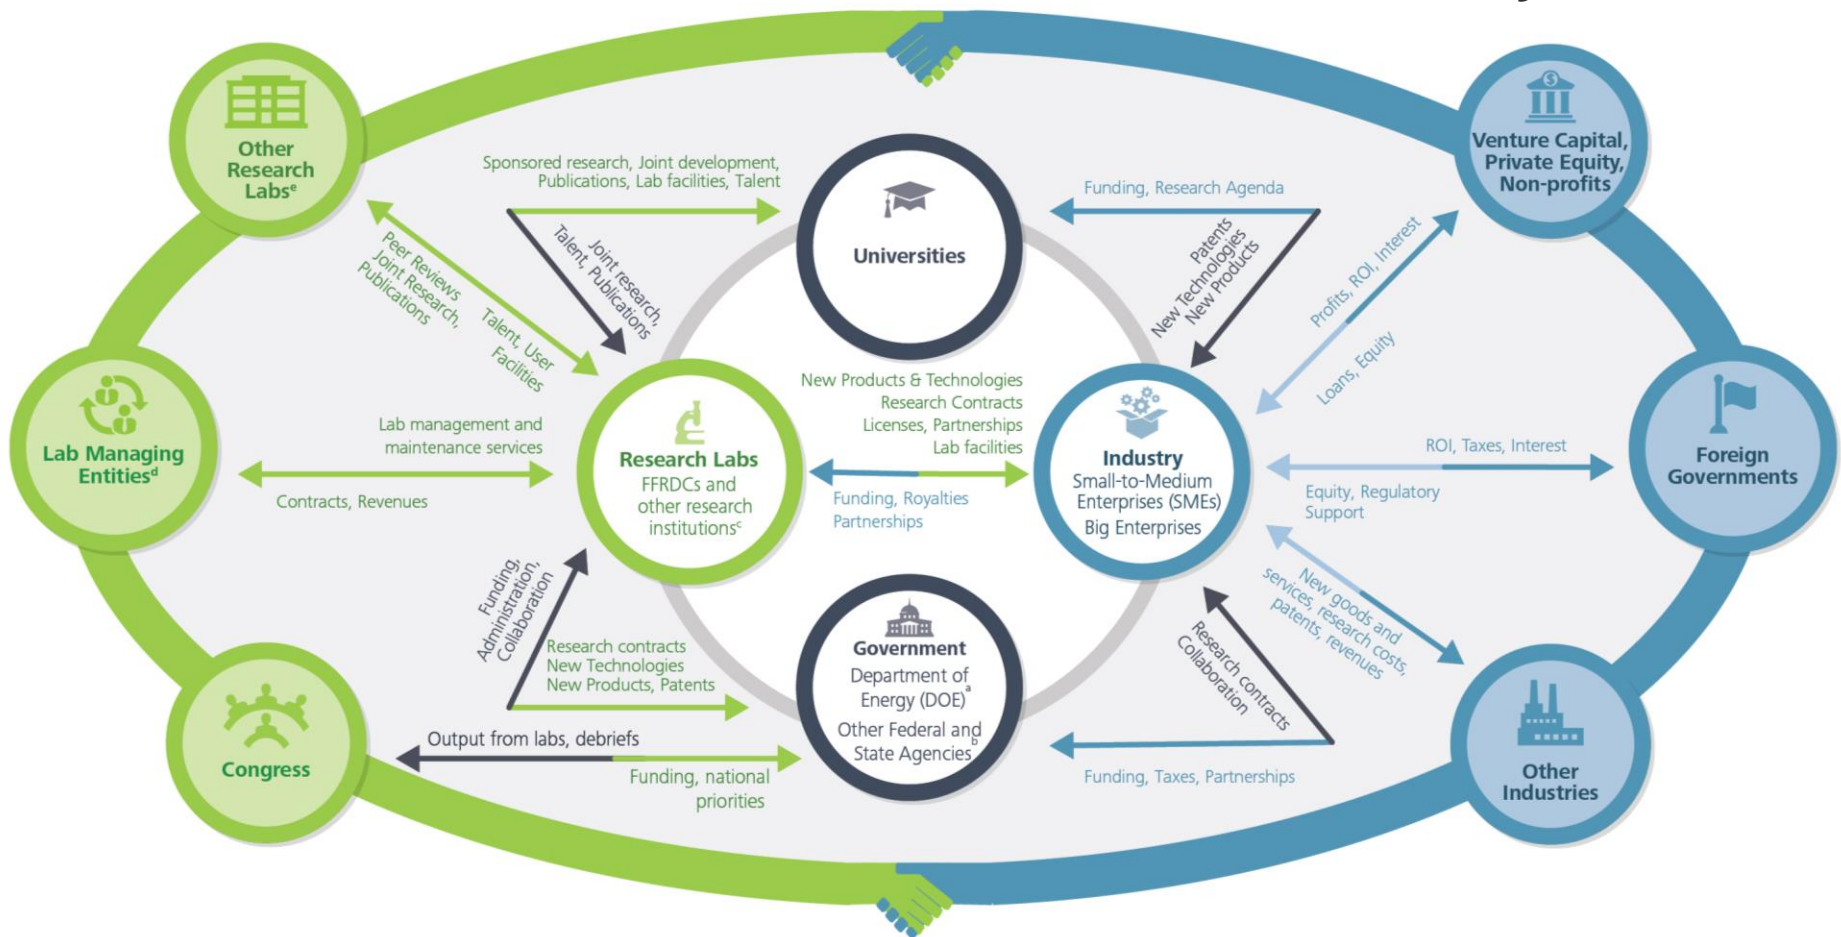 Other
Research
Labsᵉ
Venture Capital,
Private Equity,
Non-profits
Sponsored research, Joint development,
Publications, Lab facilities, Talent
Universities
Funding, Research Agenda
Joint research,
Talent, Publications
Patents
New Technologies
New Products
Peer Reviews
Joint Research,
Publications
Talent, User
Facilities
Profits, ROI, Interest
Loans, Equity
Lab Managing
Entitiesᵈ
Lab management and
maintenance services
Contracts, Revenues
Research Labs
FFRDCs and
other research
institutionsᶜ
New Products & Technologies
Research Contracts
Licenses, Partnerships
Lab facilities
Funding, Royalties
Partnerships
Industry
Small-to-Medium
Enterprises (SMEs)
Big Enterprises
ROI, Taxes, Interest
Equity, Regulatory
Support
Foreign
Governments
Funding,
Administration,
Collaboration
Research contracts
New Technologies
New Products, Patents
Government
Department of
Energy (DOE)ᵃ
Other Federal and
State Agenciesᵇ
Research contracts
Collaboration
New goods and
services, research costs,
patents, revenues
Congress
Output from labs, debriefs
Funding, national
priorities
Funding, Taxes, Partnerships
Other
Industries